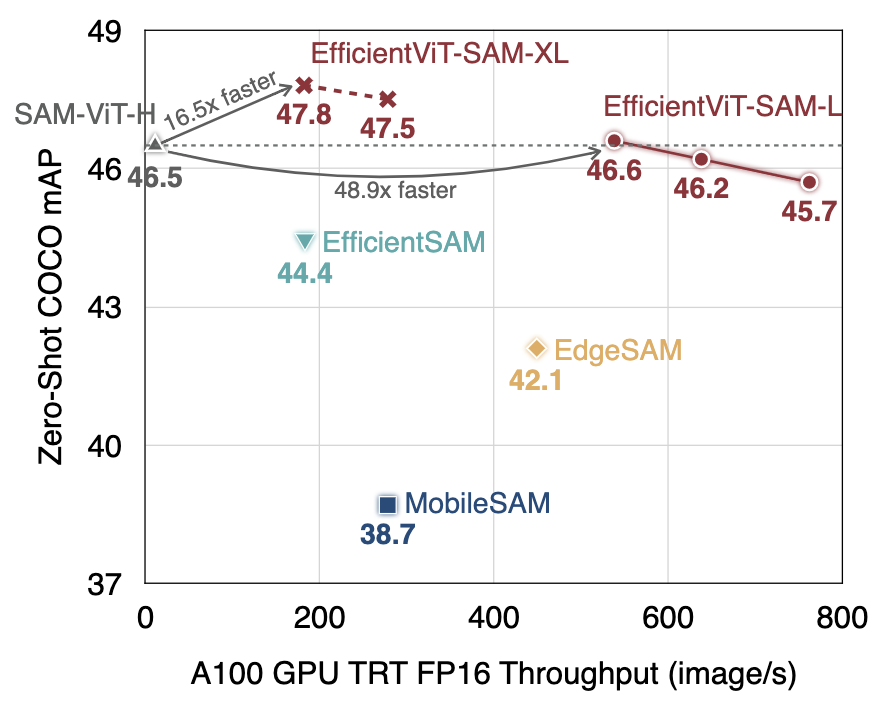 49
EfficientViT-SAM-XL
16.5x faster
SAM-ViT-H
47.8
47.5
EfficientViT-SAM-L
46
46.5
48.9x faster
46.6
46.2
45.7
EfficientSAM
44.4
43
EdgeSAM
42.1
40
MobileSAM
38.7
37
0
200
400
600
800
Zero-Shot COCO mAP
A100 GPU TRT FP16 Throughput (image/s)